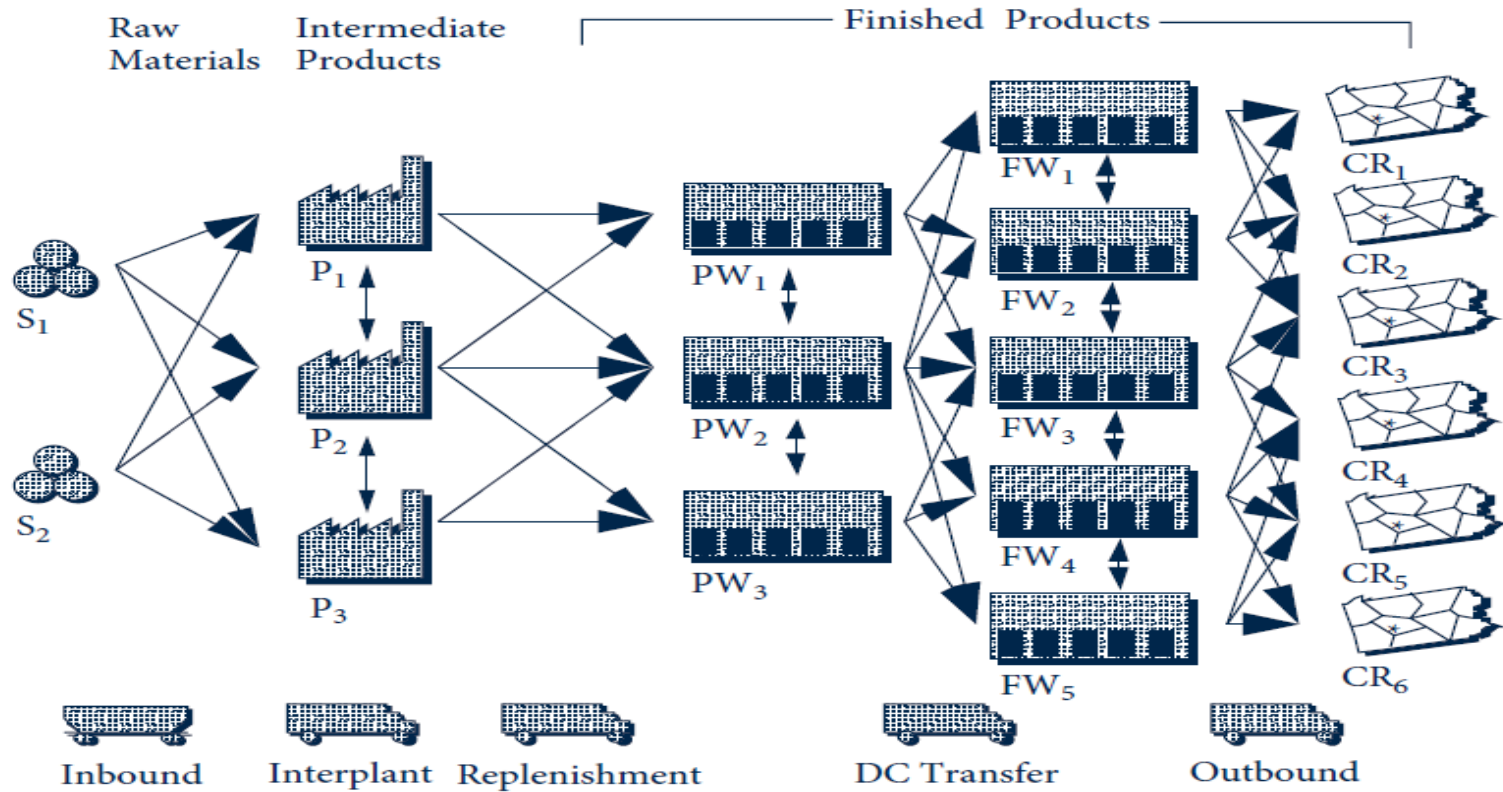 Raw
Materials
Intermediate
Products
Finished Products
S₁
S₂
P₁
P₂
P₃
PW₁
PW₂
PW₃
FW₁
FW₂
FW₃
FW₄
FW₅
CR₁
CR₂
CR₃
CR₄
CR₅
CR₆
Inbound
Interplant
Replenishment
DC Transfer
Outbound